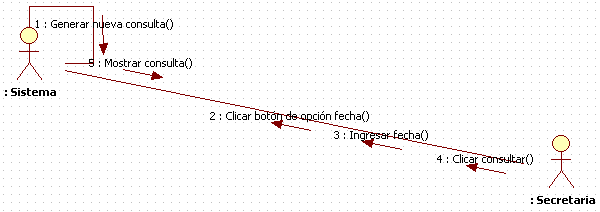 1 : Generar nueva consulta()
5 : Mostrar consulta()
: Sistema
2 : Clicar botón de opción fecha()
3 : Ingresar fecha()
4 : Clicar consultar()
: Secretaria